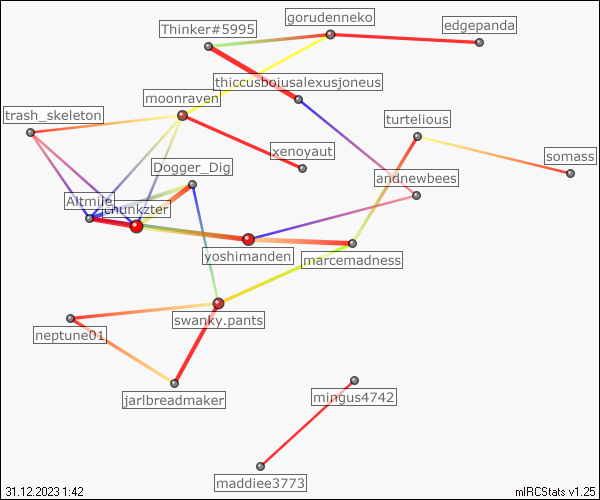 gorudenneko
Thinker#5995
edgepanda
thiccusboiusalexusjoneus
moonraven
trash_skeleton
turtelious
xenoyaut
somass
Dogger_Dig
andnewbees
Altmile
chunkzter
yoshimanden
marcemadness
swanky.pants
neptune01
jarlbreadmaker
mingus4742
maddiee3773
31.12.2023 1:42
mIRCStats v1.25